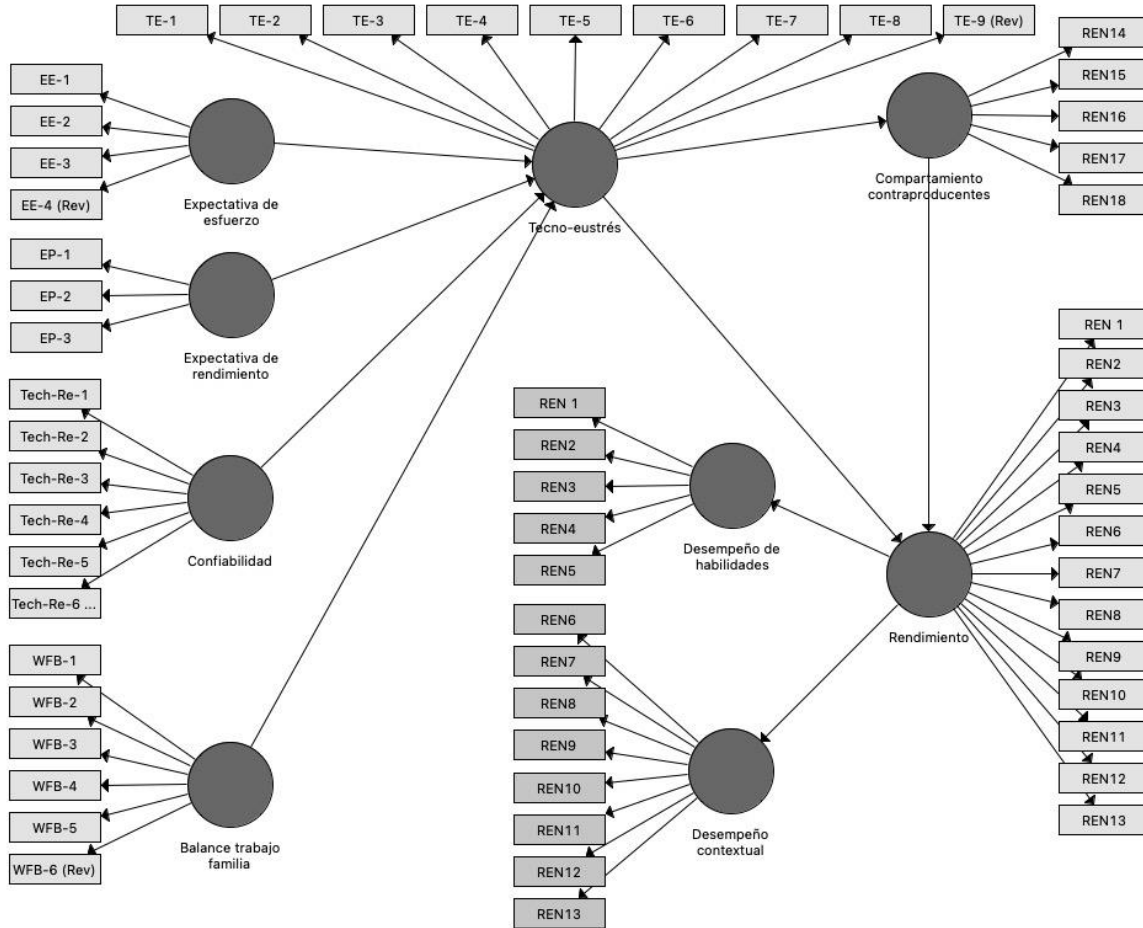 TE-1
TE-2
TE-3
TE-4
TE-5
TE-6
TE-7
TE-8
TE-9 (Rev)
EE-1
EE-2
EE-3
EE-4 (Rev)
Expectativa de
esfuerzo
EP-1
EP-2
EP-3
Expectativa de
rendimiento
Tech-Re-1
Tech-Re-2
Tech-Re-3
Tech-Re-4
Tech-Re-5
Tech-Re-6 ...
Confiabilidad
WFB-1
WFB-2
WFB-3
WFB-4
WFB-5
WFB-6 (Rev)
Balance trabajo
familia
Tecno-eustrés
REN14
REN15
REN16
REN17
REN18
Compartamiento
contraproducentes
REN 1
REN2
REN3
REN4
REN5
Desempeño de
habilidades
REN6
REN7
REN8
REN9
REN10
REN11
REN12
REN13
Desempeño
contextual
Rendimiento
REN 1
REN2
REN3
REN4
REN5
REN6
REN7
REN8
REN9
REN10
REN11
REN12
REN13